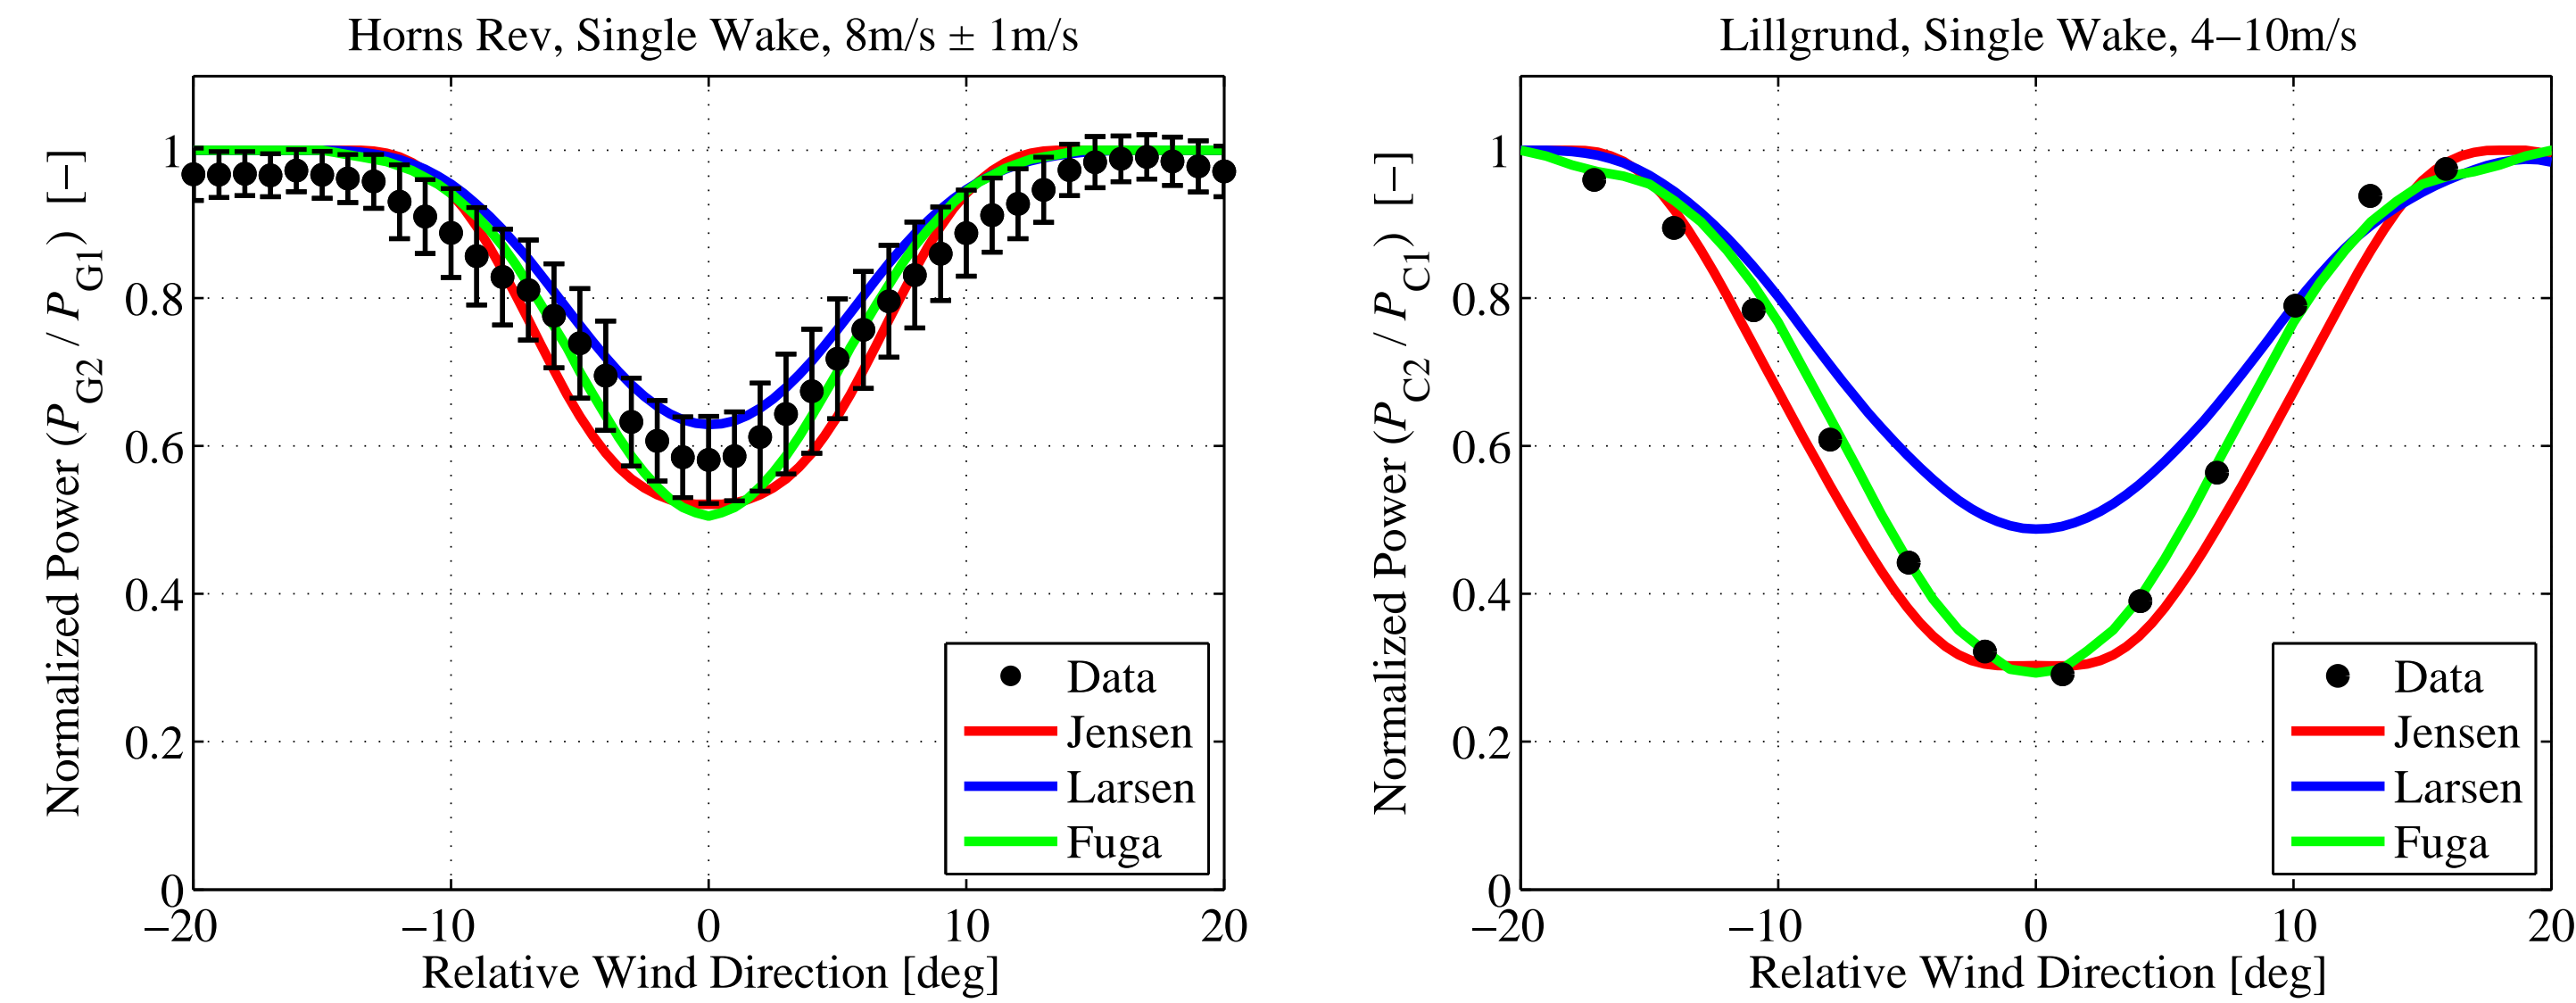 Horns Rev, Single Wake, 8m/s ± 1m/s
Normalized Power (P_G2 / P_G1) [−]
1
0.8
0.6
0.4
0.2
0
−20
−10
0
10
20
Relative Wind Direction [deg]
Data
Jensen
Larsen
Fuga
Lillgrund, Single Wake, 4−10m/s
Normalized Power (P_C2 / P_C1) [−]
1
0.8
0.6
0.4
0.2
0
−20
−10
0
10
20
Relative Wind Direction [deg]
Data
Jensen
Larsen
Fuga